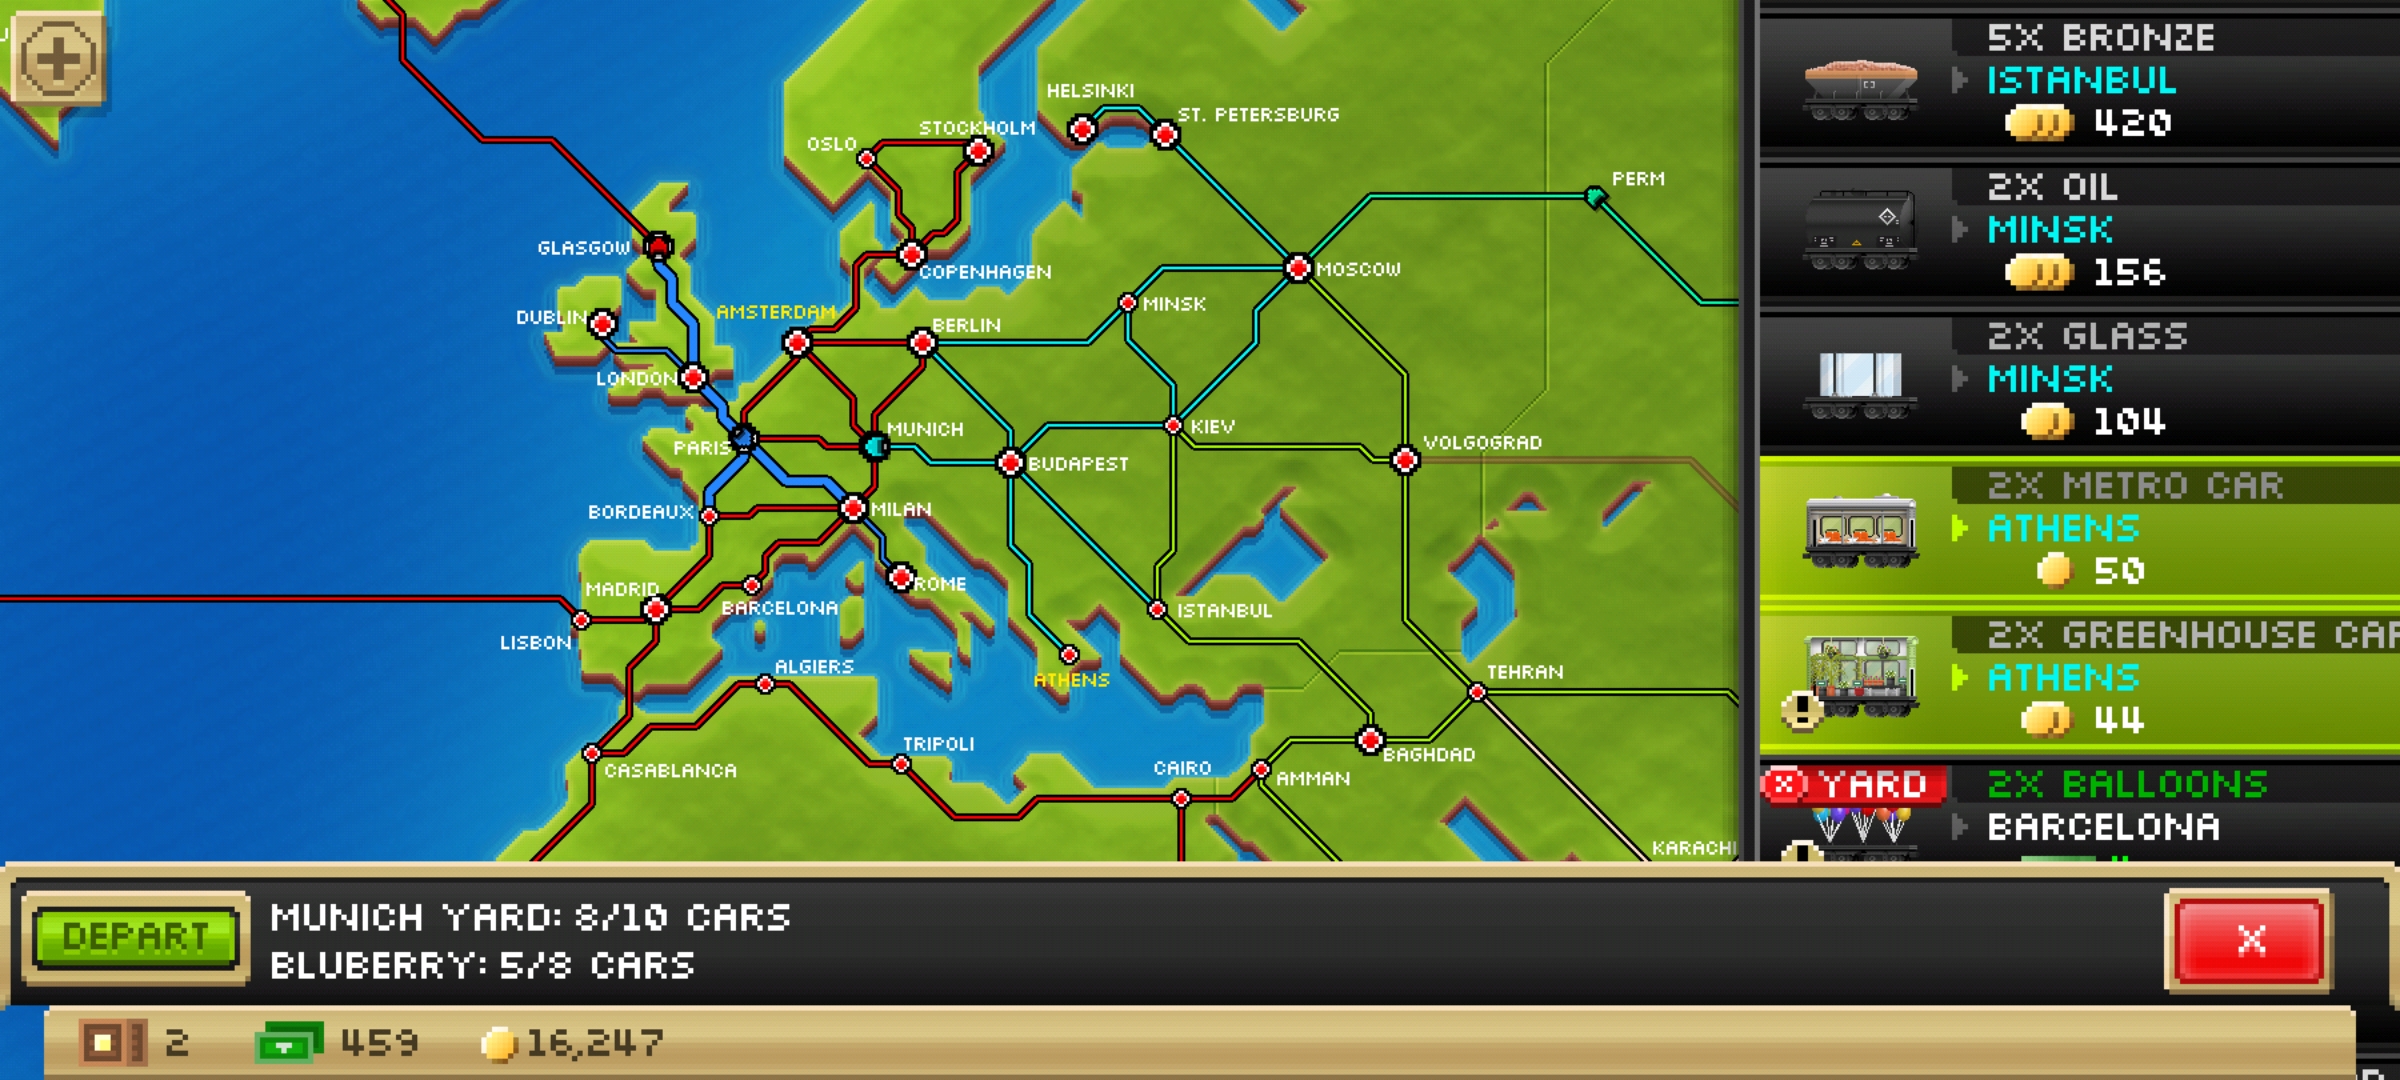 HELSINKI
ST. PETERSBURG
STOCKHOLM
OSLO
PERM
GLASGOW
COPENHAGEN
MOSCOW
MINSK
DUBLIN
AMSTERDAM
BERLIN
LONDON
MUNICH
KIEV
VOLGOGRAD
PARIS
BUDAPEST
BORDEAUX
MILAN
MADRID
ROME
BARCELONA
ISTANBUL
LISBON
ALGIERS
ATHENS
TEHRAN
TRIPOLI
CAIRO
BAGHDAD
CASABLANCA
AMMAN
KARACHI
5X BRONZE
ISTANBUL
420
2X OIL
MINSK
156
2X GLASS
MINSK
104
2X METRO CAR
ATHENS
50
2X GREENHOUSE CAR
ATHENS
44
YARD
2X BALLOONS
BARCELONA
DEPART
MUNICH YARD: 8/10 CARS
BLUBERRY: 5/8 CARS
X
2
459
16,247